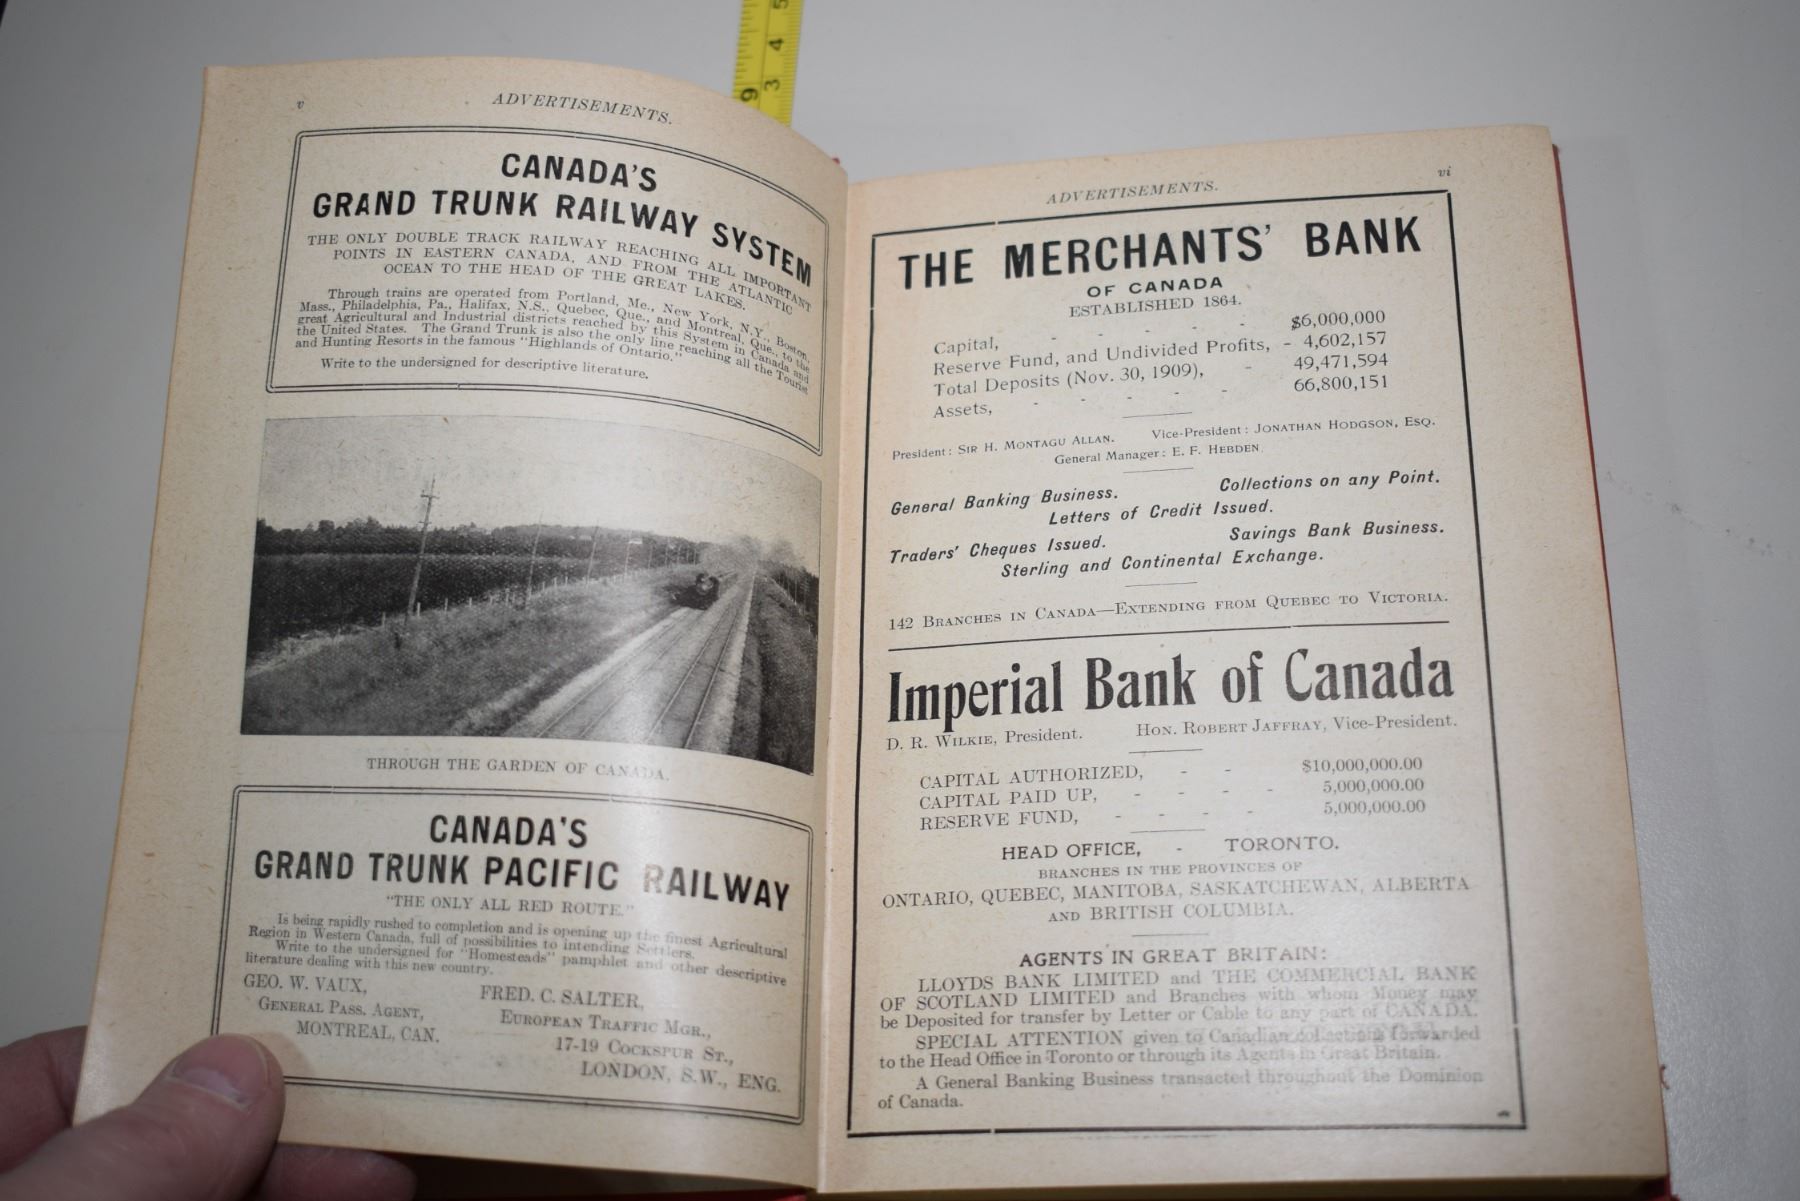 v
ADVERTISEMENTS.
CANADA'S
GRAND TRUNK RAILWAY SYSTEM
THE ONLY DOUBLE TRACK RAILWAY REACHING ALL IMPORTANT
POINTS IN EASTERN CANADA, AND FROM THE ATLANTIC
OCEAN TO THE HEAD OF THE GREAT LAKES.
Through trains are operated from Portland, Me., New York, N.Y., Boston,
Mass., Philadelphia, Pa., Halifax, N.S., Quebec, Que., and Montreal, Que., to the
great Agricultural and Industrial districts reached by this System in Canada and
the United States. The Grand Trunk is also the only line reaching all the Tourist
and Hunting Resorts in the famous "Highlands of Ontario."
Write to the undersigned for descriptive literature.
THROUGH THE GARDEN OF CANADA.
CANADA'S
GRAND TRUNK PACIFIC RAILWAY
"THE ONLY ALL RED ROUTE."
Is being rapidly rushed to completion and is opening up the finest Agricultural
Region in Western Canada, full of possibilities to intending Settlers.
Write to the undersigned for "Homesteads" pamphlet and other descriptive
literature dealing with this new country.
GEO. W. VAUX,
GENERAL PASS. AGENT,
MONTREAL, CAN.
FRED. C. SALTER,
EUROPEAN TRAFFIC MGR.,
17-19 COCKSPUR ST.,
LONDON, S.W., ENG.
9 3 4 5
ADVERTISEMENTS.
vi
THE MERCHANTS' BANK
OF CANADA
ESTABLISHED 1864.
Capital, - - - - - $6,000,000
Reserve Fund, and Undivided Profits, - 4,602,157
Total Deposits (Nov. 30, 1909), - 49,471,594
Assets, - - - - - 66,800,151
President: SIR H. MONTAGU ALLAN. Vice-President: JONATHAN HODGSON, ESQ.
General Manager: E. F. HEBDEN.
General Banking Business. Collections on any Point.
Letters of Credit Issued.
Traders' Cheques Issued. Savings Bank Business.
Sterling and Continental Exchange.
142 BRANCHES IN CANADA—EXTENDING FROM QUEBEC TO VICTORIA.
Imperial Bank of Canada
D. R. WILKIE, President. HON. ROBERT JAFFRAY, Vice-President.
CAPITAL AUTHORIZED, - - $10,000,000.00
CAPITAL PAID UP, - - - - 5,000,000.00
RESERVE FUND, - - - - 5,000,000.00
HEAD OFFICE, - TORONTO.
BRANCHES IN THE PROVINCES OF
ONTARIO, QUEBEC, MANITOBA, SASKATCHEWAN, ALBERTA
AND BRITISH COLUMBIA.
AGENTS IN GREAT BRITAIN:
LLOYDS BANK LIMITED and THE COMMERCIAL BANK
OF SCOTLAND LIMITED and Branches with whom Money may
be Deposited for transfer by Letter or Cable to any part of CANADA.
SPECIAL ATTENTION given to Canadian collections forwarded
to the Head Office in Toronto or through its Agents in Great Britain.
A General Banking Business transacted throughout the Dominion
of Canada.